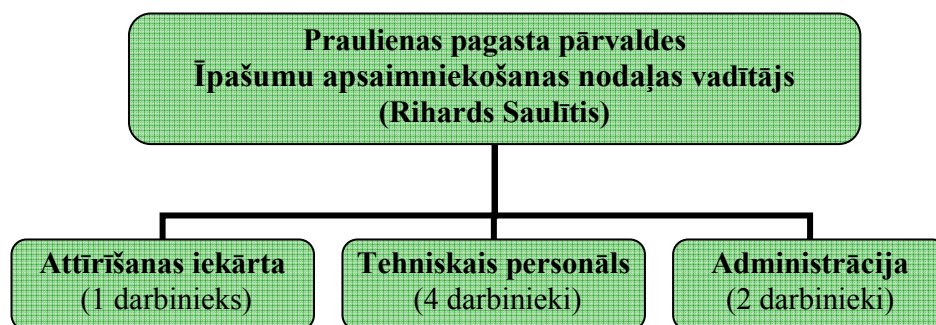 Praulienas pagasta pārvaldes
Īpašumu apsaimniekošanas nodaļas vadītājs
(Rihards Saulītis)
Attīrīšanas iekārta
(1 darbinieks)
Tehniskais personāls
(4 darbinieki)
Administrācija
(2 darbinieki)